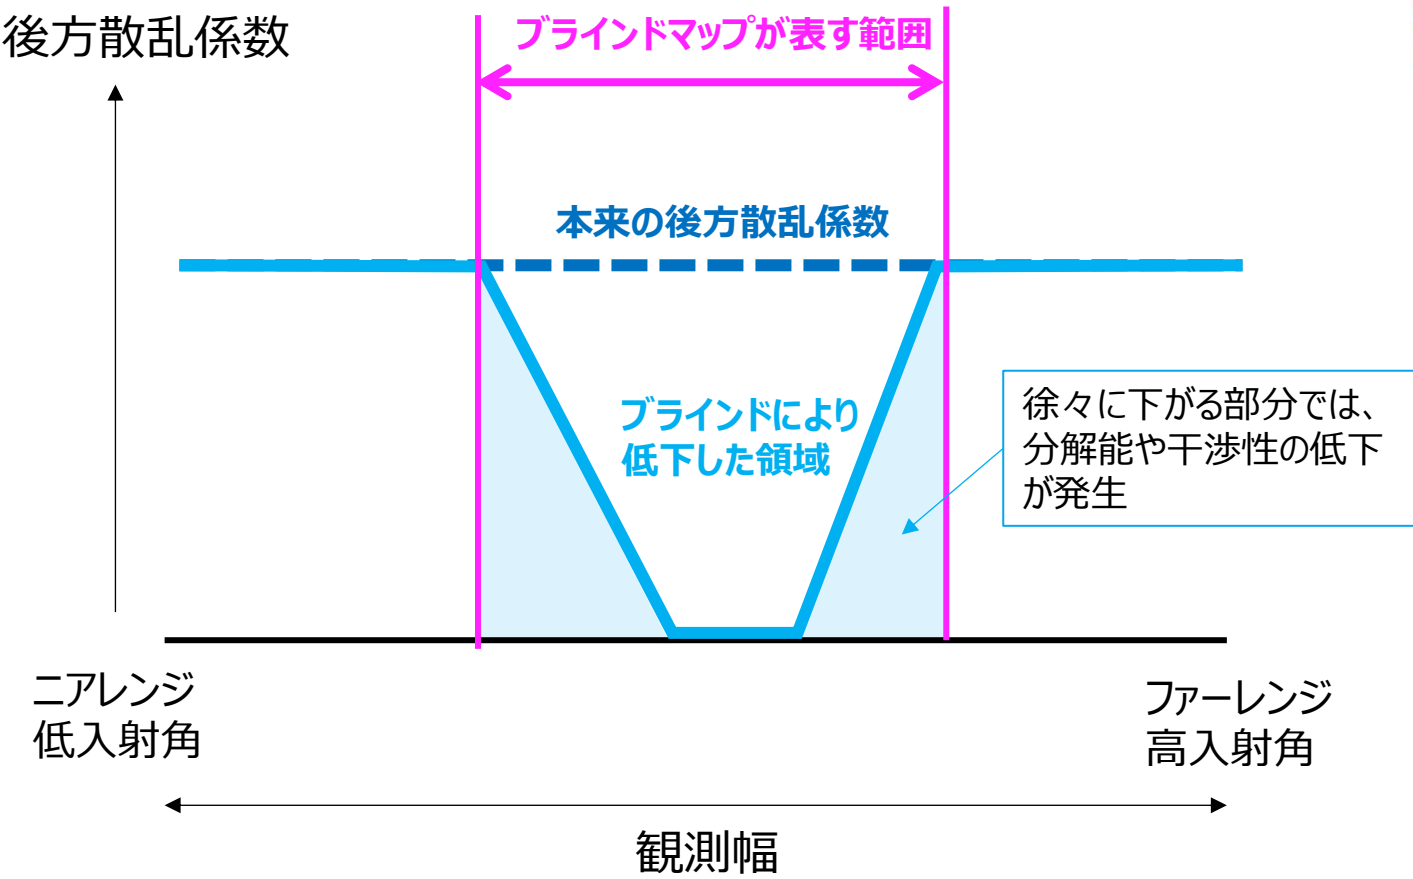 後方散乱係数
ブラインドマップが表す範囲
本来の後方散乱係数
ブラインドにより
低下した領域
徐々に下がる部分では、
分解能や干渉性の低下
が発生
ニアレンジ
低入射角
ファーレンジ
高入射角
観測幅